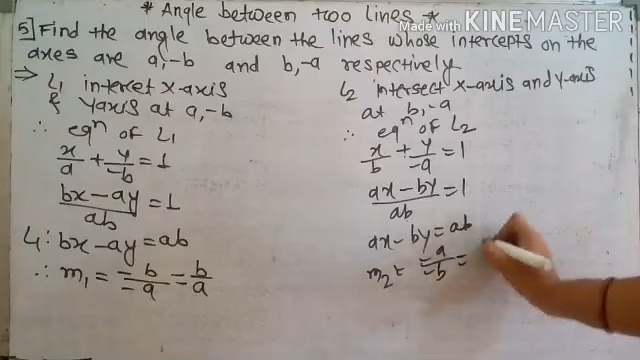 * Angle between two Lines *
Made with KINEMASTER
5] Find the angle between the lines whose intercepts on the
axes are a, -b and b, -a respectively.
⇒ L1 intercet X-axis
& Yaxis at a, -b
∴ eqn of L1
x/a + y/-b = 1
bx - ay/ab = 1
L1 : bx - ay = ab
∴ m1 = - b/-a = b/a
L2 intersect X-axis and Y-axis
at b, -a
∴ eqn of L2
x/b + y/-a = 1
ax - by/ab = 1
ax - by = ab
m2 = - a/-b =